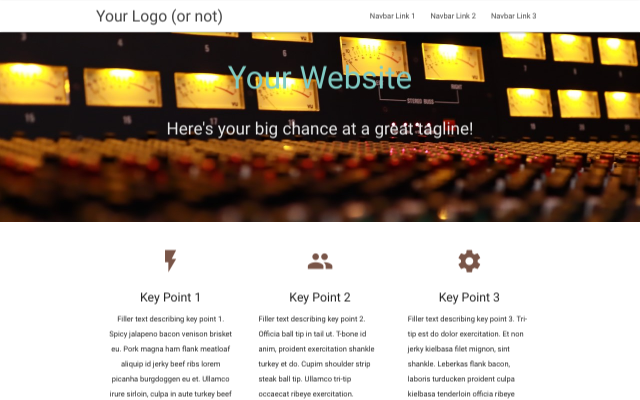 Your Logo (or not)
Navbar Link 1 Navbar Link 2 Navbar Link 3
Your Website
Here's your big chance at a great tagline!
STEREO BUSS
RIGHT
Key Point 1
Filler text describing key point 1.
Spicy jalapeno bacon venison brisket
eu. Pork magna ham flank meatloaf
aliquip id jerky beef ribs lorem
picanha burgdoggen eu et. Ullamco
irure sirloin, culpa in aute turkey beef
Key Point 2
Filler text describing key point 2.
Officia ball tip in tail ut. T-bone id
anim, proident exercitation shankle
turkey et do. Cupim shoulder strip
steak ball tip. Ullamco tri-tip
occaecat ribeye exercitation.
Key Point 3
Filler text describing key point 3. Tri-
tip est do dolor exercitation. Et non
jerky kielbasa filet mignon, sint
shankle. Leberkas flank bacon,
laboris turducken proident culpa
kielbasa tenderloin officia ribeye